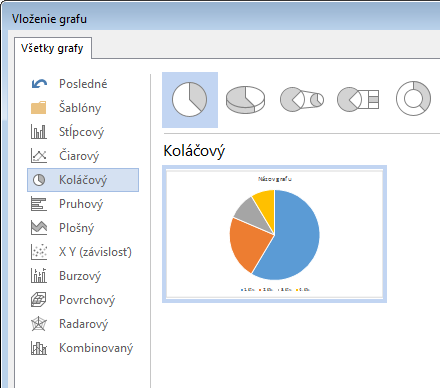 Vloženie grafu
Všetky grafy
Posledné
Šablóny
Stĺpcový
Čiarový
Koláčový
Pruhový
Plošný
X Y (závislosť)
Burzový
Povrchový
Radarový
Kombinovaný
Koláčový
Názov grafu